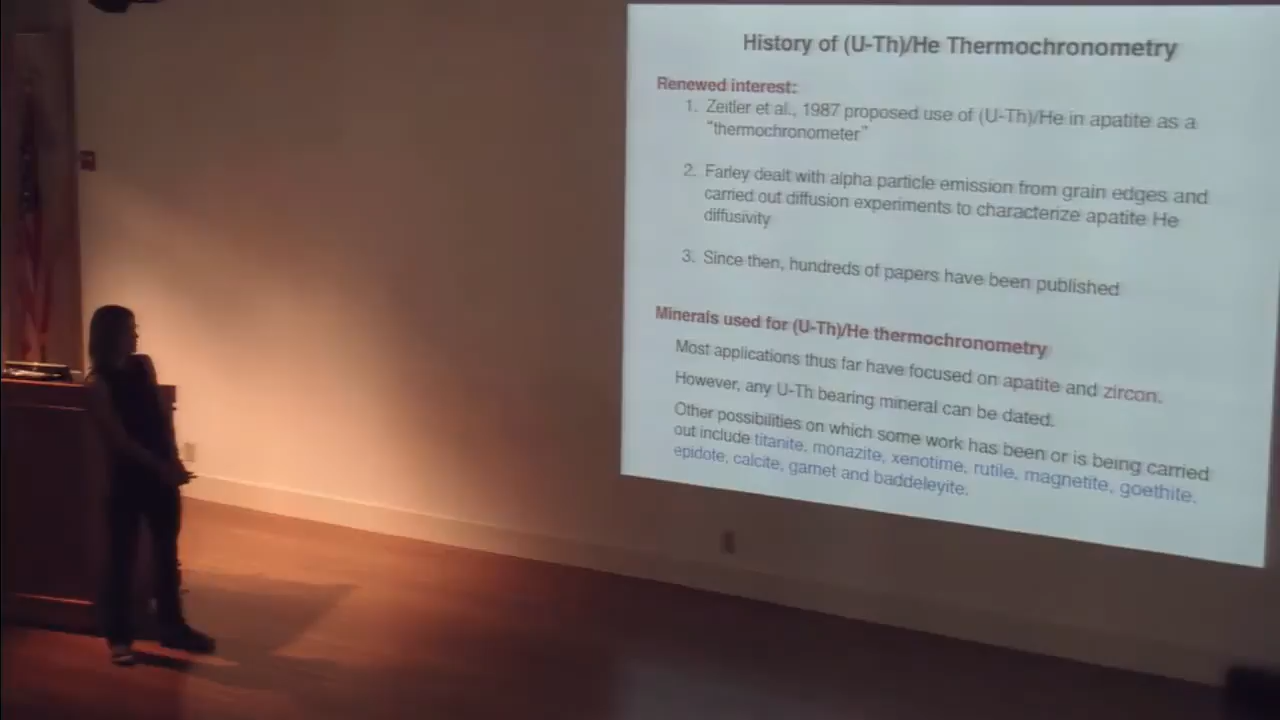 History of (U-Th)/He Thermochronometry
Renewed interest:
1. Zeitler et al., 1987 proposed use of (U-Th)/He in apatite as a
"thermochronometer"
2. Farley dealt with alpha particle emission from grain edges and
carried out diffusion experiments to characterize apatite He
diffusivity
3. Since then, hundreds of papers have been published
Minerals used for (U-Th)/He thermochronometry
Most applications thus far have focused on apatite and zircon.
However, any U-Th bearing mineral can be dated.
Other possibilities on which some work has been or is being carried
out include titanite, monazite, xenotime, rutile, magnetite, goethite,
epidote, calcite, garnet and baddeleyite.